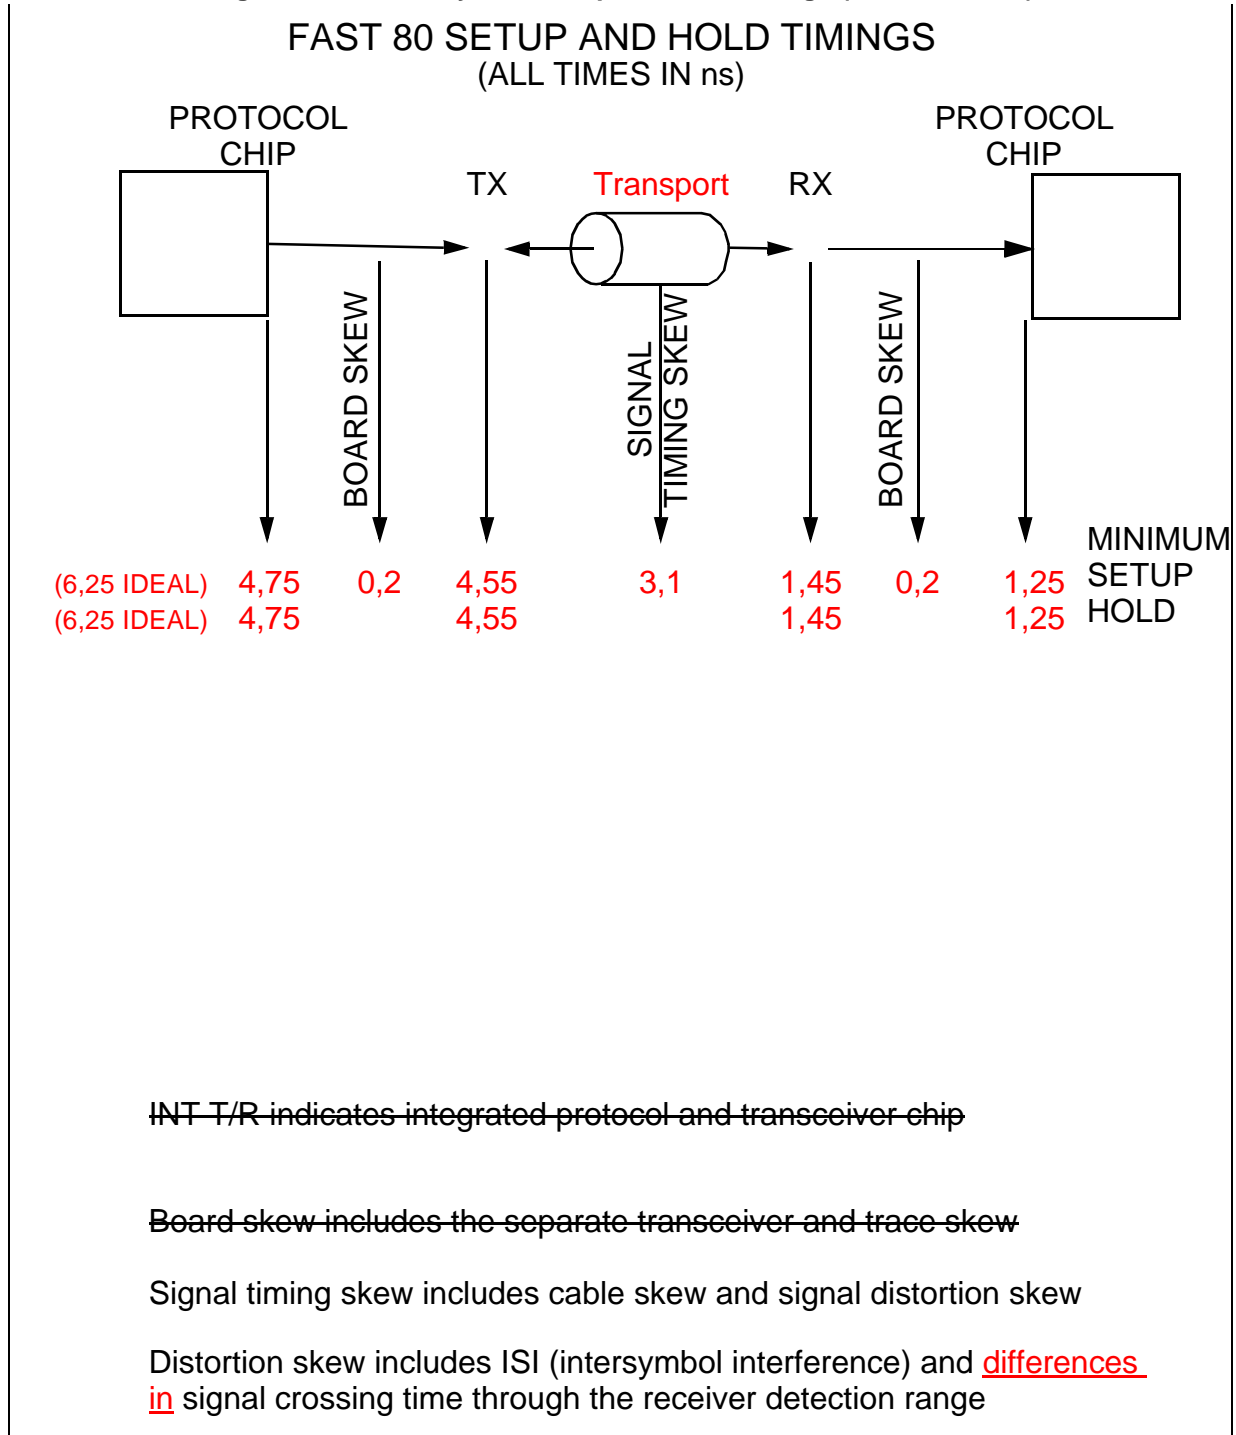 FAST 80 SETUP AND HOLD TIMINGS
(ALL TIMES IN ns)
PROTOCOL
CHIP
PROTOCOL
CHIP
TX
Transport
RX
BOARD SKEW
SIGNAL
TIMING SKEW
BOARD SKEW
MINIMUM
(6,25 IDEAL) 4,75 0,2 4,55 3,1 1,45 0,2 1,25 SETUP
(6,25 IDEAL) 4,75 4,55 1,45 1,25 HOLD
INT T/R indicates integrated protocol and transceiver chip
Board skew includes the separate transceiver and trace skew
Signal timing skew includes cable skew and signal distortion skew
Distortion skew includes ISI (intersymbol interference) and differences
in signal crossing time through the receiver detection range